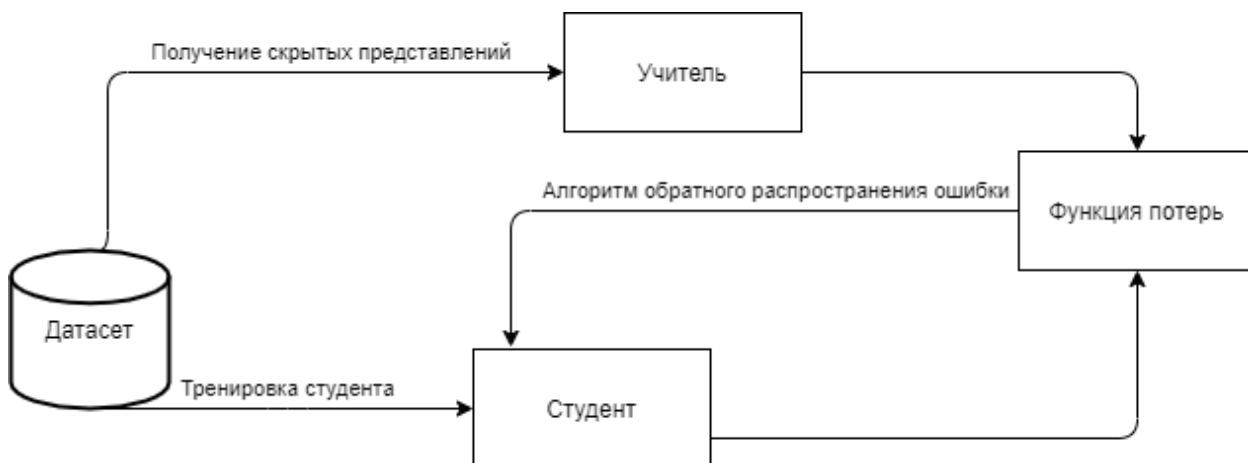 Получение скрытых представлений
Учитель
Алгоритм обратного распространения ошибки
Функция потерь
Датасет
Тренировка студента
Студент